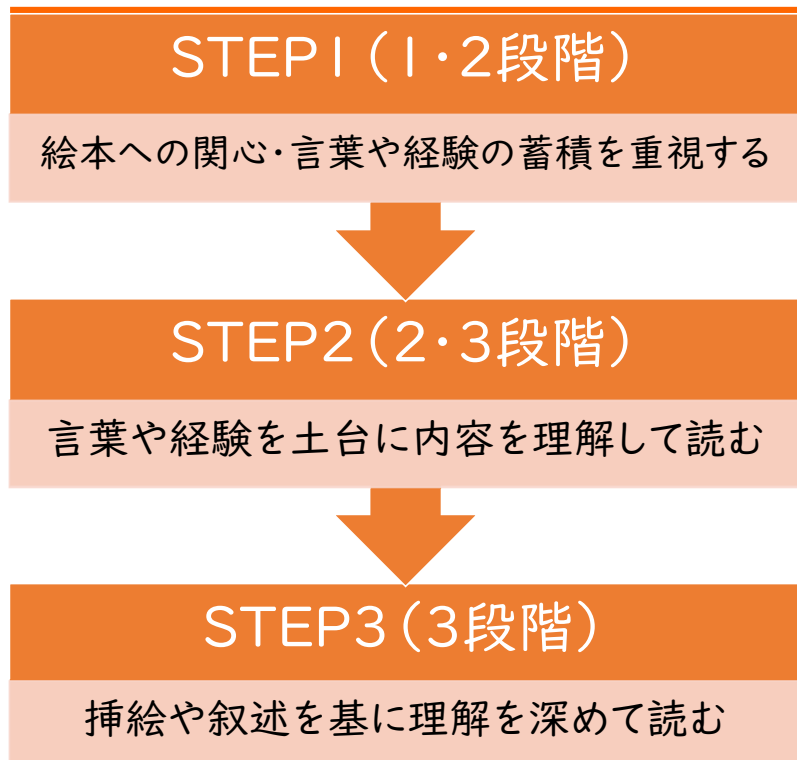 STEP1(1・2段階)
絵本への関心・言葉や経験の蓄積を重視する
STEP2(2・3段階)
言葉や経験を土台に内容を理解して読む
STEP3(3段階)
挿絵や叙述を基に理解を深めて読む